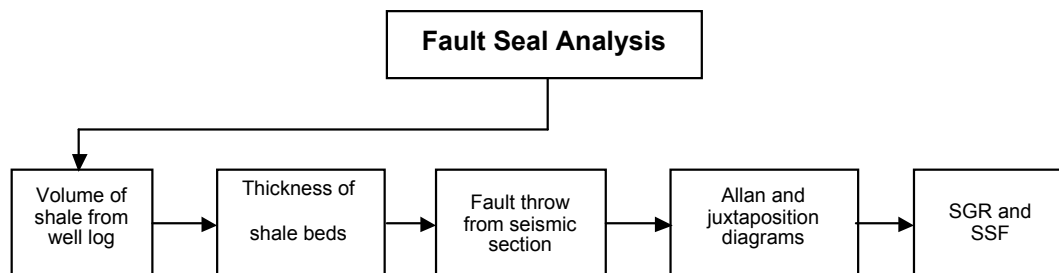 Fault Seal Analysis
Volume of
shale from
well log
Thickness of
shale beds
Fault throw
from seismic
section
Allan and
juxtaposition
diagrams
SGR and
SSF